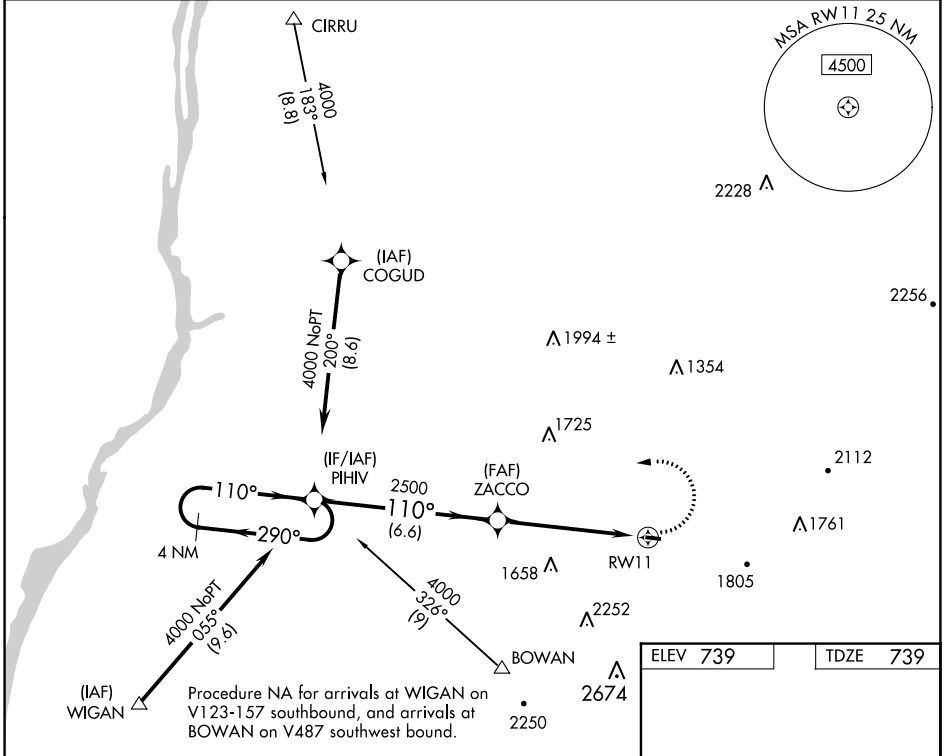 CIRRU
4000
183°
(8.8)
MSA RW11 25 NM
4500
2228
(IAF)
COGUD
2256
4000 NoPT
200°
(8.6)
1994 ±
1354
1725
(IF/IAF)
PIHIV
2500
110°
(6.6)
(FAF)
ZACCO
2112
110°
290°
4 NM
1761
RW11
1658
1805
4000 NoPT
055°
(9.6)
4000
326°
(9)
2252
BOWAN
2674
2250
(IAF)
WIGAN
Procedure NA for arrivals at WIGAN on
V123-157 southbound, and arrivals at
BOWAN on V487 southwest bound.
ELEV 739
TDZE 739